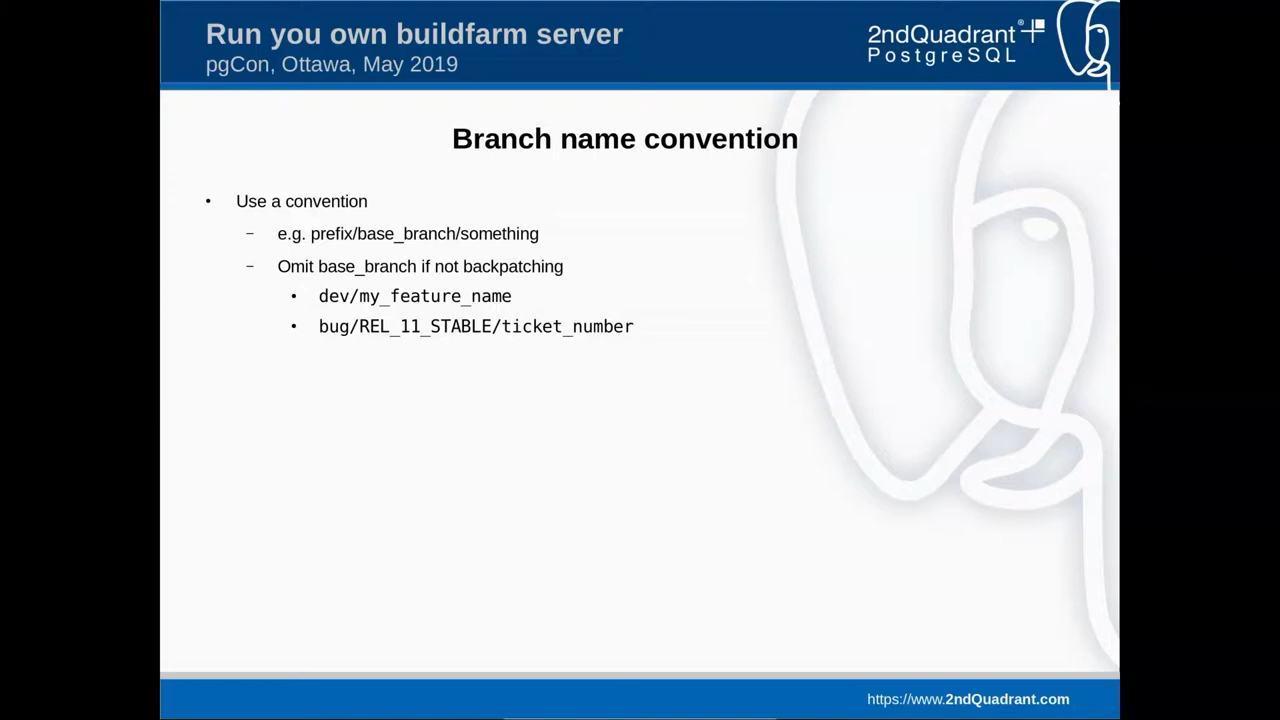 Run you own buildfarm server
pgCon, Ottawa, May 2019
2ndQuadrant®
PostgreSQL
Branch name convention
• Use a convention
– e.g. prefix/base_branch/something
– Omit base_branch if not backpatching
• dev/my_feature_name
• bug/REL_11_STABLE/ticket_number
https://www.2ndQuadrant.com